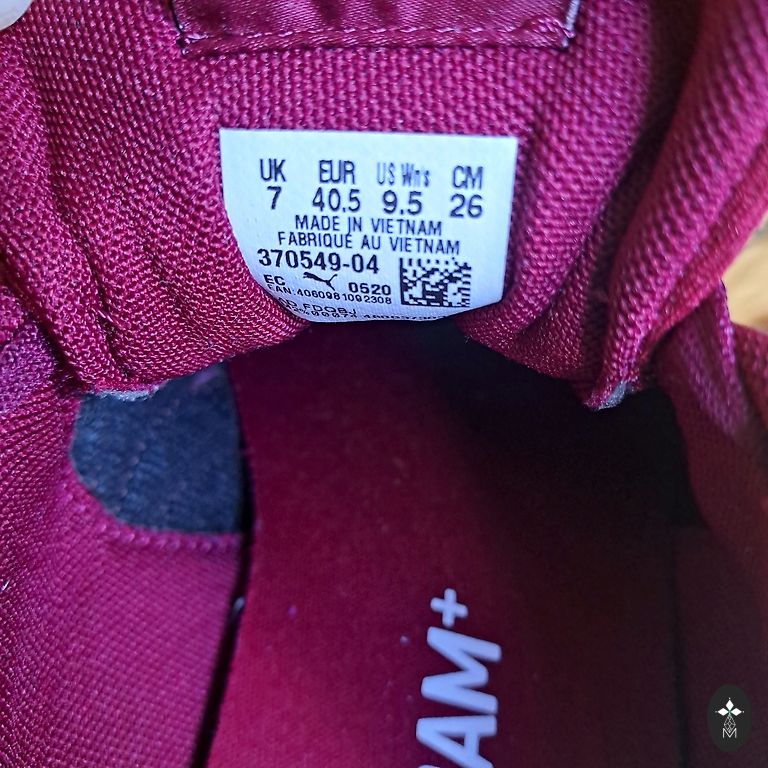 UK EUR US Wn's CM
7 40.5 9.5 26
MADE IN VIETNAM
FABRIQUÉ AU VIETNAM
370549-04
EC 0520
EAN:4060981092308
AM+
M